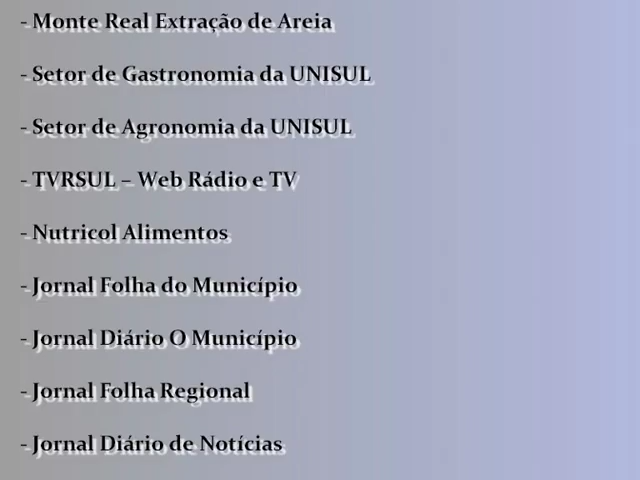 - Monte Real Extração de Areia
- Setor de Gastronomia da UNISUL
- Setor de Agronomia da UNISUL
- TVRSUL – Web Rádio e TV
- Nutricol Alimentos
- Jornal Folha do Município
- Jornal Diário O Município
- Jornal Folha Regional
- Jornal Diário de Notícias